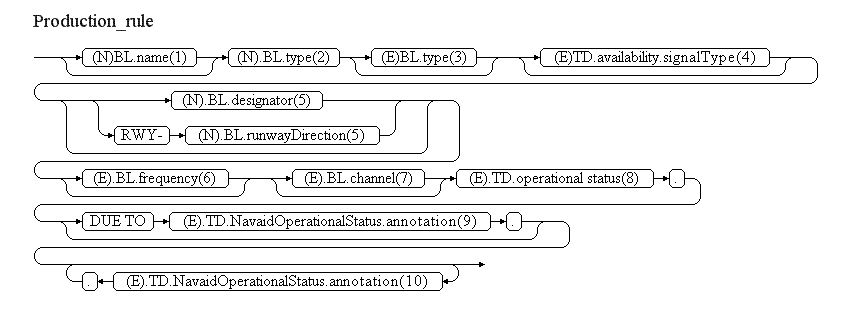 Production_rule
(N)BL.name(1) (N).BL.type(2) (E)BL.type(3) (E)TD.availability.signalType(4)
(N).BL.designator(5)
RWY- (N).BL.runwayDirection(5)
(E).BL.frequency(6) (E).BL.channel(7) (E).TD.operational status(8) .
DUE TO (E).TD.NavaidOperationalStatus.annotation(9) .
. (E).TD.NavaidOperationalStatus.annotation(10)